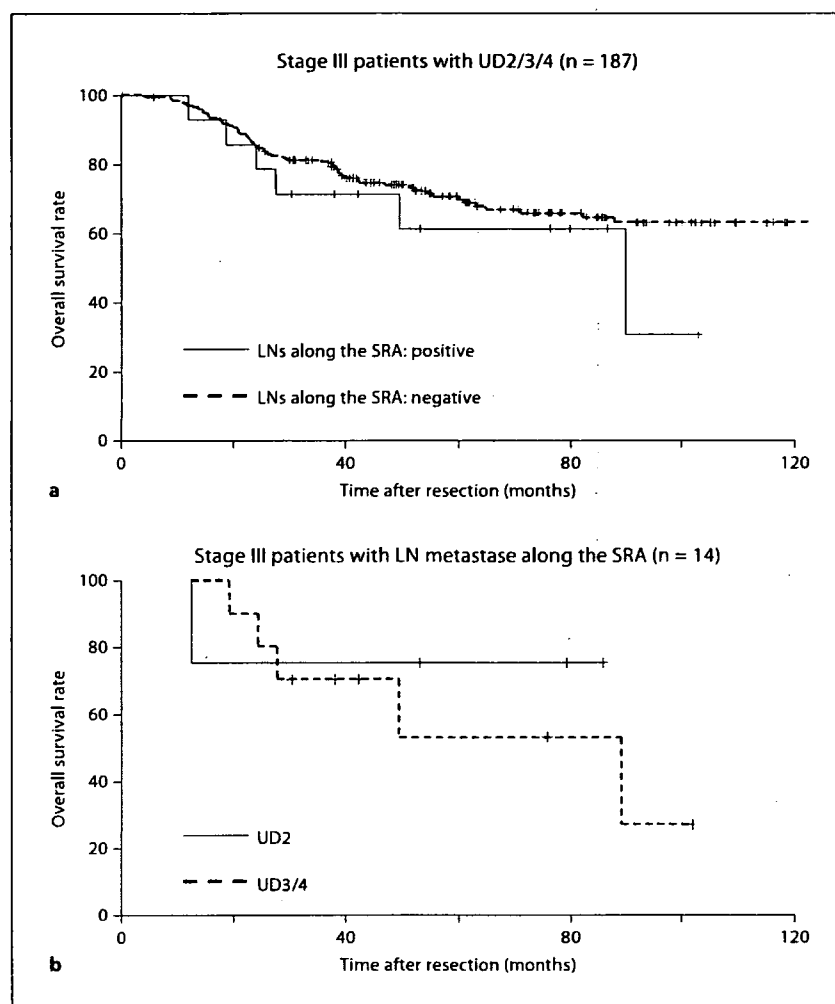 Stage III patients with UD2/3/4 (n = 187)
100
80
60
40
20
0
Overall survival rate
LNs along the SRA: positive
LNs along the SRA: negative
0
40
80
120
Time after resection (months)
a
Stage III patients with LN metastase along the SRA (n = 14)
100
80
60
40
20
0
Overall survival rate
UD2
UD3/4
0
40
80
120
Time after resection (months)
b